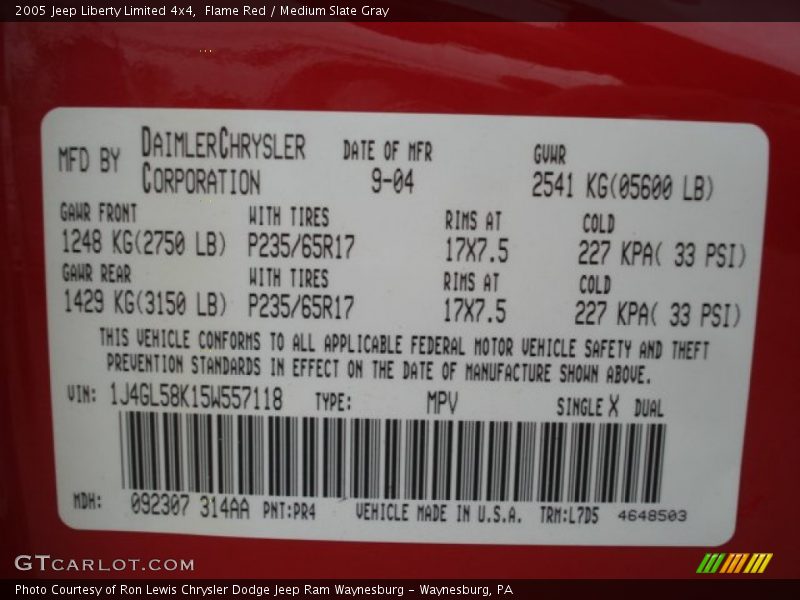 2005 Jeep Liberty Limited 4x4,  Flame Red / Medium Slate Gray
MFD BY DAIMLERCHRYSLER CORPORATION
DATE OF MFR 9-04
GVWR 2541 KG(05600 LB)
GAWR FRONT WITH TIRES RIMS AT COLD
1248 KG(2750 LB) P235/65R17 17X7.5 227 KPA( 33 PSI)
GAWR REAR WITH TIRES RIMS AT COLD
1429 KG(3150 LB) P235/65R17 17X7.5 227 KPA( 33 PSI)
THIS VEHICLE CONFORMS TO ALL APPLICABLE FEDERAL MOTOR VEHICLE SAFETY AND THEFT
PREVENTION STANDARDS IN EFFECT ON THE DATE OF MANUFACTURE SHOWN ABOVE.
VIN: 1J4GL58K15W557118 TYPE: MPV SINGLE X DUAL
MDH: 092307 314AA PNT:PR4 VEHICLE MADE IN U.S.A. TRM:L7D5 4648503
GTCARLOT.COM
Photo Courtesy of Ron Lewis Chrysler Dodge Jeep Ram Waynesburg - Waynesburg, PA